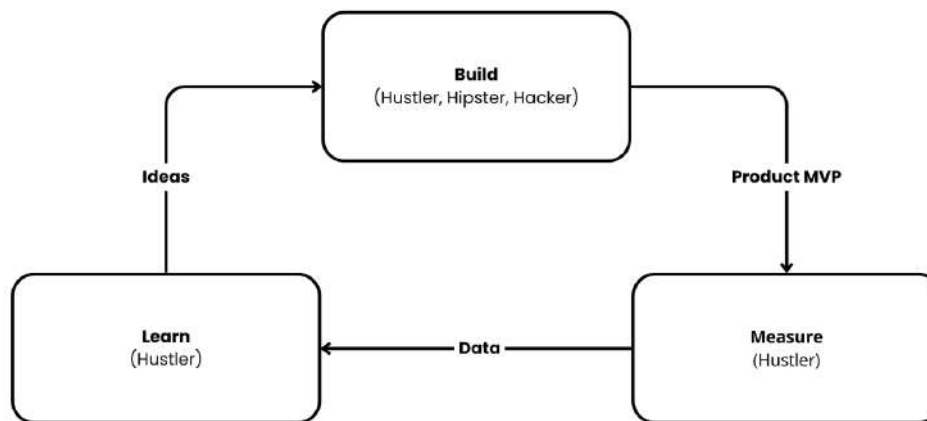 Build
(Hustler, Hipster, Hacker)
Ideas
Product MVP
Learn
(Hustler)
Data
Measure
(Hustler)